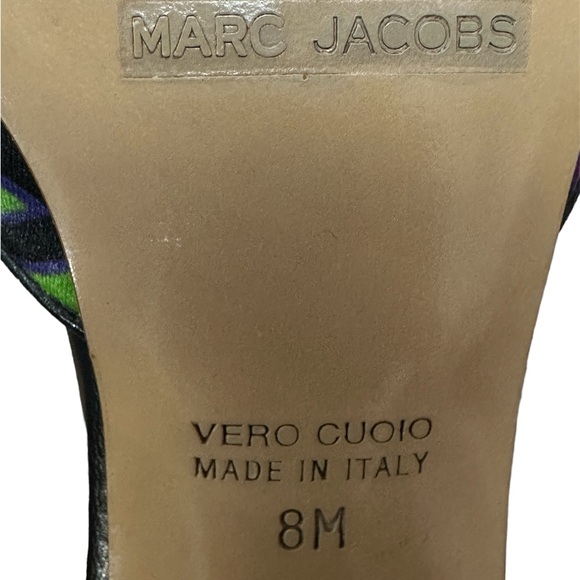 MARC JACOBS
VERO CUOIO
MADE IN ITALY
8M